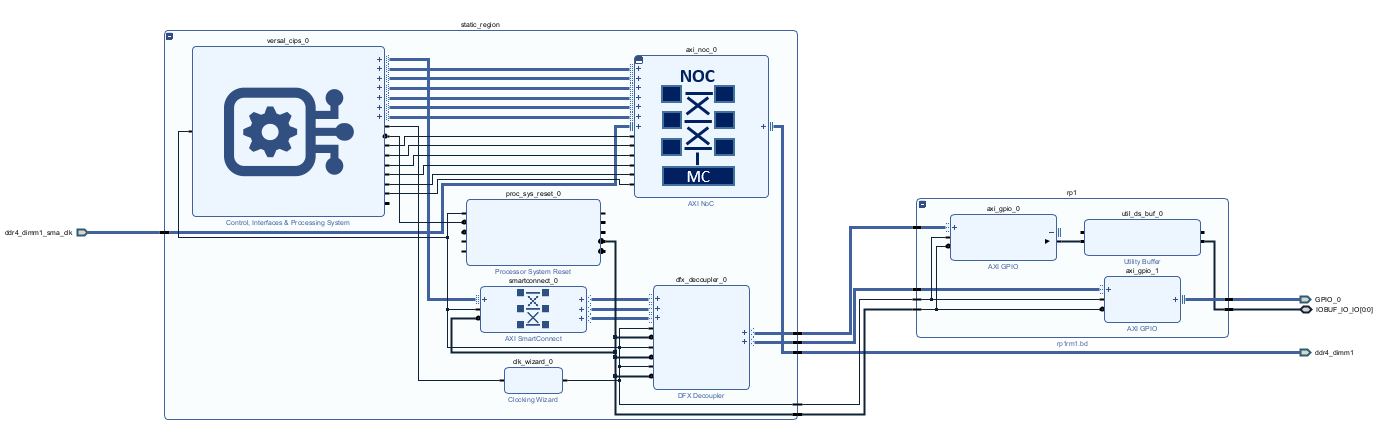 static_region
versal_cips_0
axi_noc_0
NOC
MC
Control, Interfaces & Processing System
AXI NoC
proc_sys_reset_0
rp1
axi_gpio_0
util_ds_buf_0
ddr4_dimm1_sma_clk
AXI GPIO
Utility Buffer
Processor System Reset
axi_gpio_1
smartconnect_0
dfx_decoupler_0
GPIO_0
IOBUF_IO_IO[0:0]
AXI GPIO
AXI SmartConnect
rp1rm1.bd
ddr4_dimm1
clk_wizard_0
DFX Decoupler
Clocking Wizard